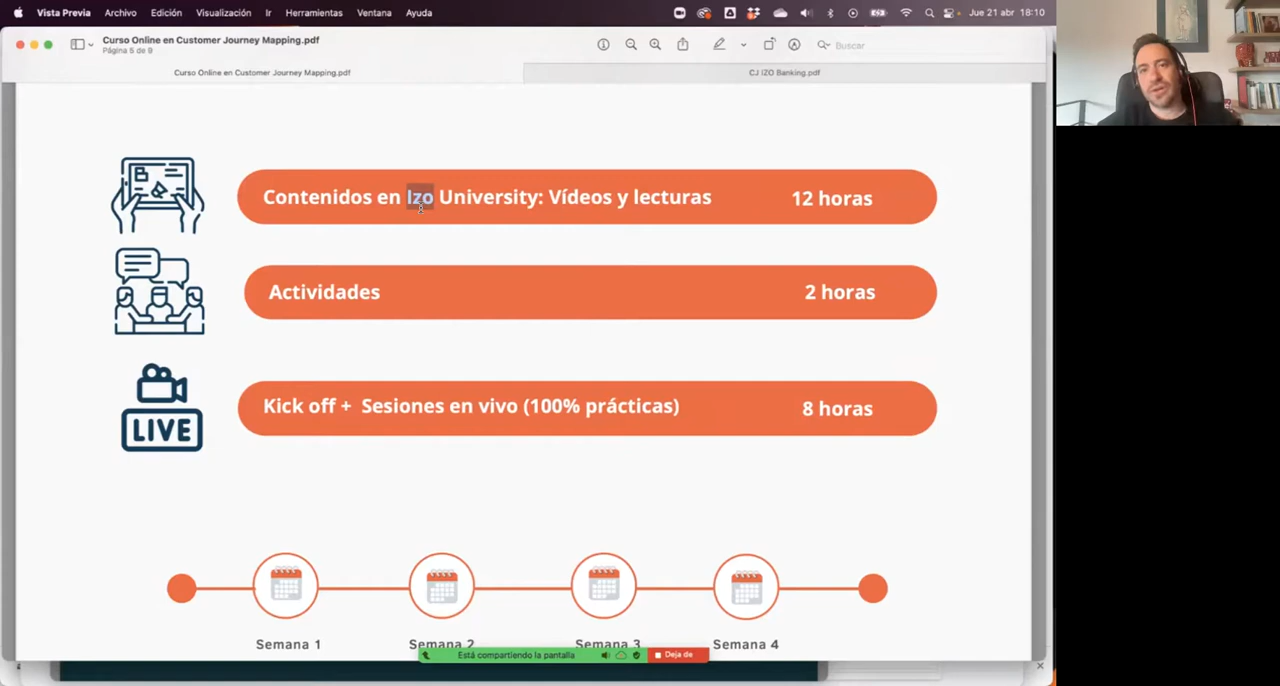 Vista Previa Archivo Edición Visualización Ir Herramientas Ventana Ayuda Jue 21 abr 18:10
Curso Online en Customer Journey Mapping.pdf
Página 5 de 9
Buscar
Curso Online en Customer Journey Mapping.pdf CJ IZO Banking.pdf
Contenidos en Izo University: Vídeos y lecturas 12 horas
Actividades 2 horas
Kick off + Sesiones en vivo (100% prácticas) 8 horas
LIVE
Semana 1 Semana 2 Semana 3 Semana 4
Está compartiendo la pantalla Deja de